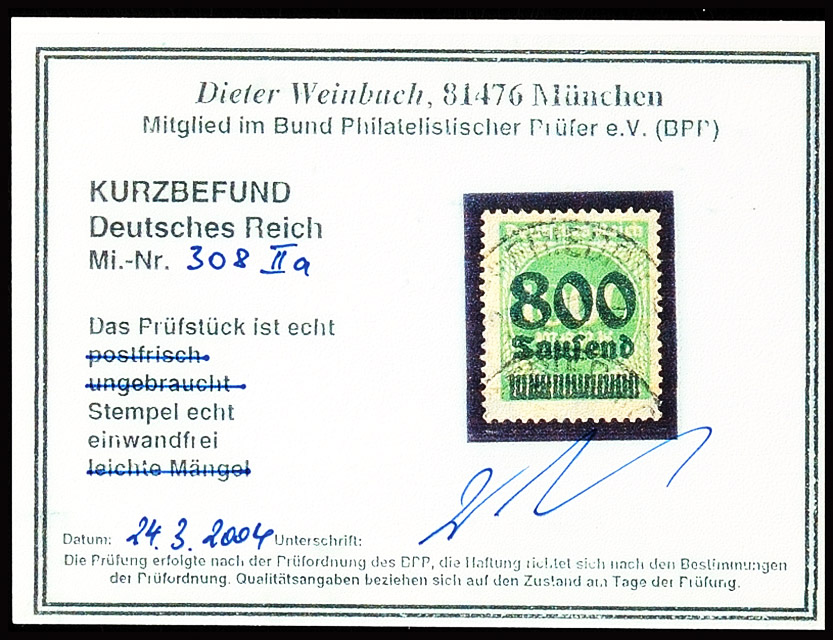 Dieter Weinbuch, 81476 München
Mitglied im Bund Philatelistischer Prüfer e.V. (BPP)
KURZBEFUND
Deutsches Reich
Mi.-Nr. 308 II a
Das Prüfstück ist echt
postfrisch
ungebraucht
Stempel echt
einwandfrei
leichte Mängel
800
Tausend
Datum: 24.3.2004 Unterschrift:
Die Prüfung erfolgte nach der Prüfordnung des BPP, die Haftung richtet sich nach den Bestimmungen
der Prüfordnung. Qualitätsangaben beziehen sich auf den Zustand am Tage der Prüfung.